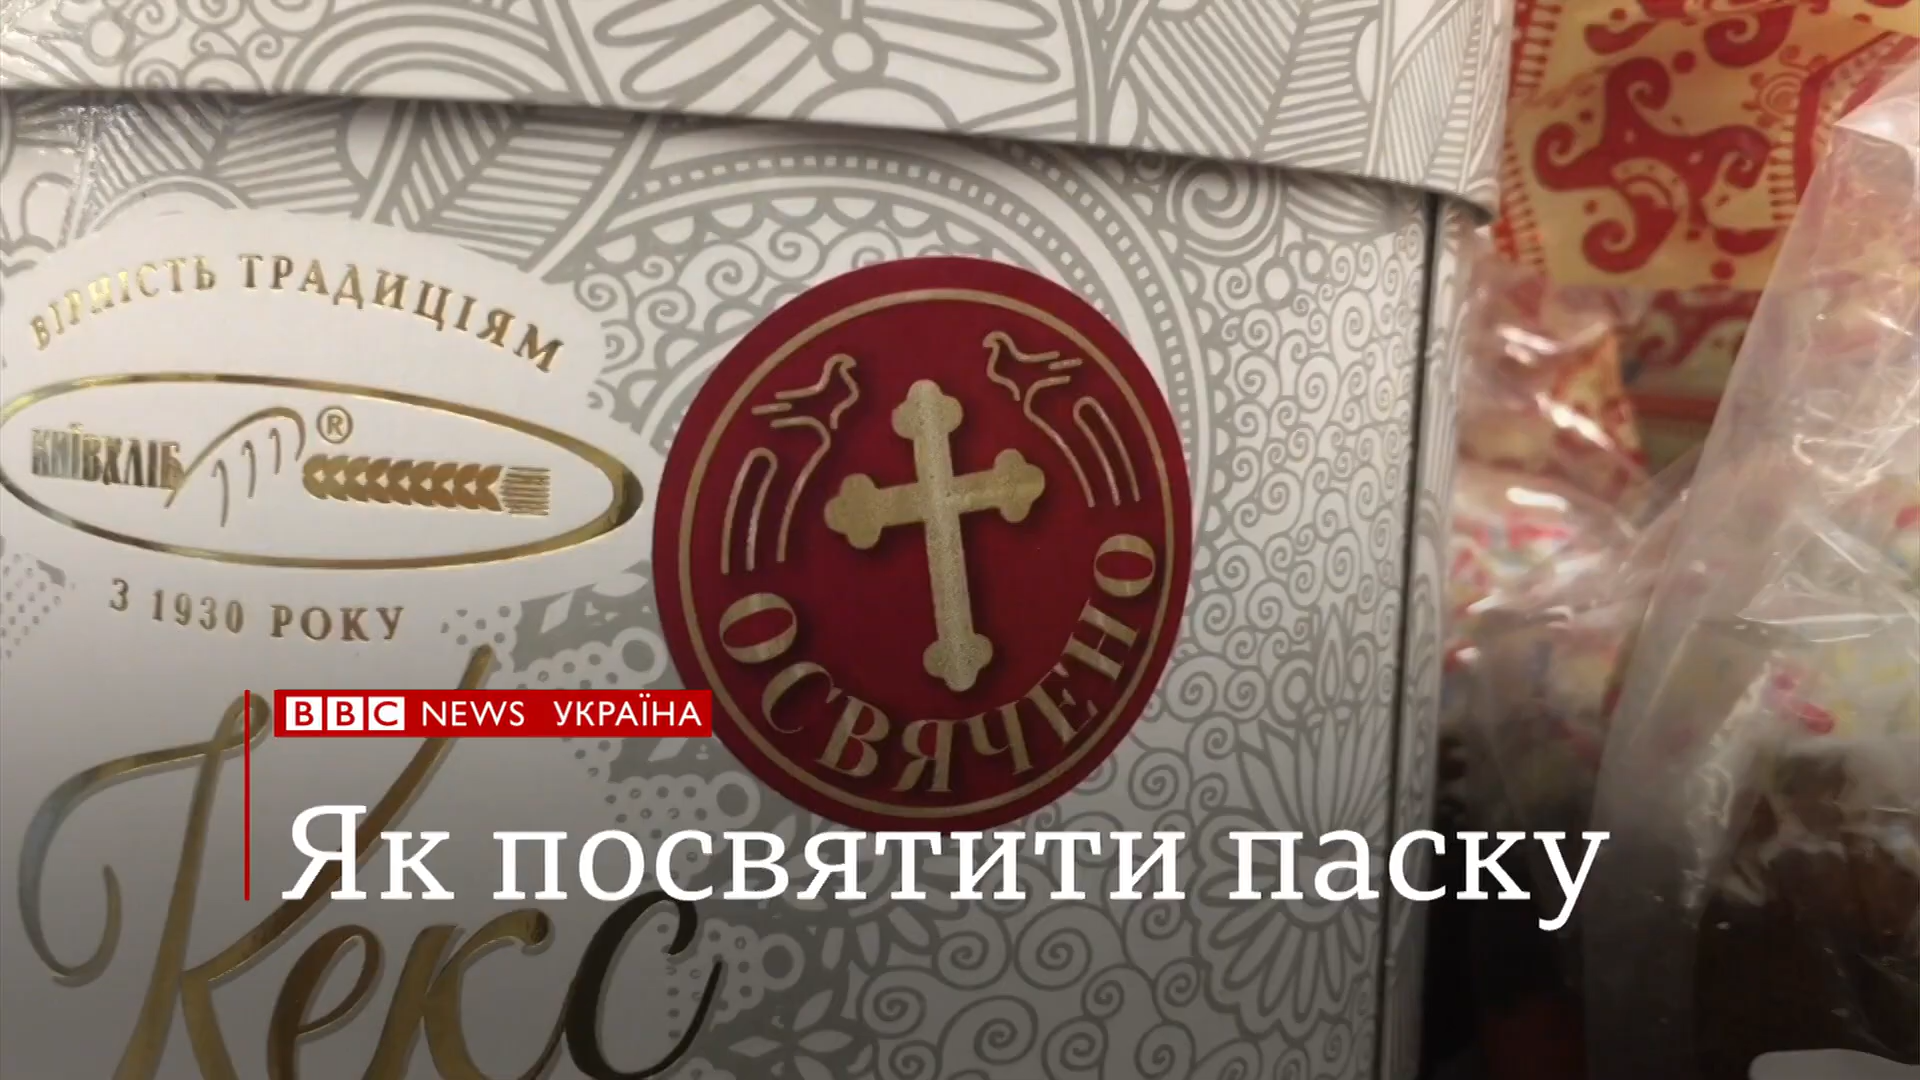 ВІРНІСТЬ ТРАДИЦІЯМ
КИЇВХЛІБ®
З 1930 РОКУ
Кекс
ОСВЯЧЕНО
BBC NEWS УКРАЇНА
Як посвятити паску